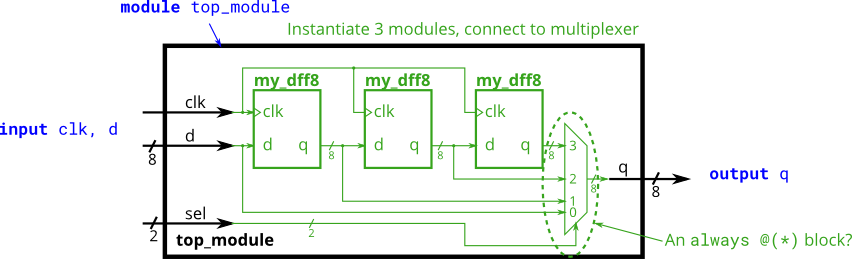 module top_module
Instantiate 3 modules, connect to multiplexer
my_dff8 my_dff8 my_dff8
clk
clk clk clk
input clk, d
d
d q d q d q
8
8 8 8
3
2
1
0
8
q
8
output q
sel
2
2
top_module
An always @(*) block?